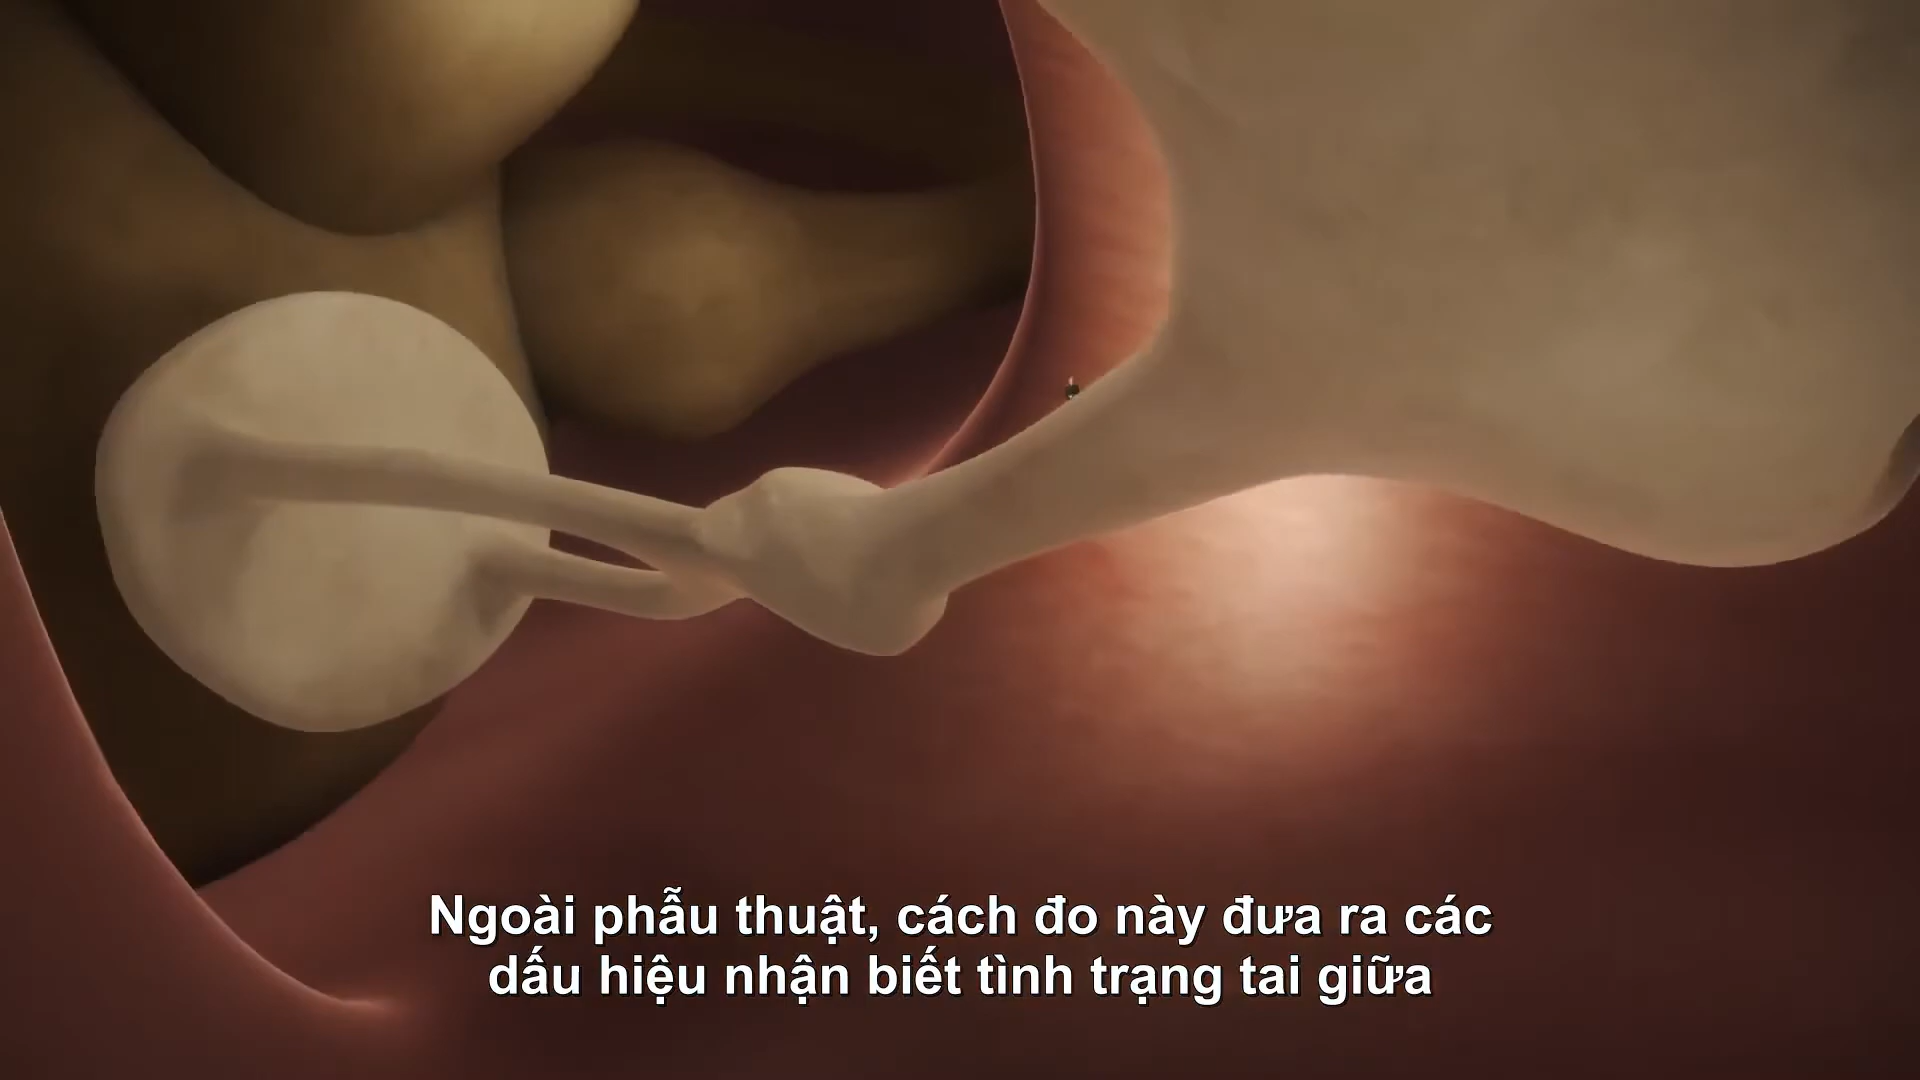 Ngoài phẫu thuật, cách đo này đưa ra các
dấu hiệu nhận biết tình trạng tai giữa